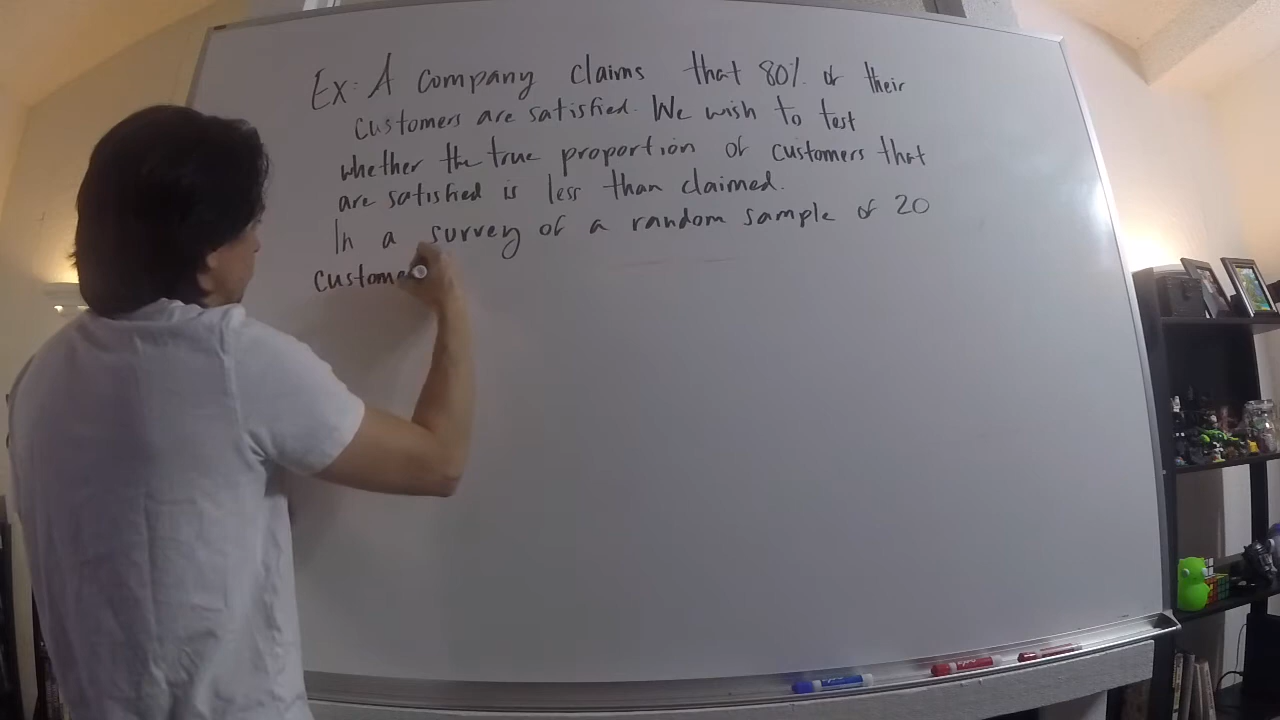 Ex: A company claims that 80% of their
customers are satisfied. We wish to test
whether the true proportion of customers that
are satisfied is less than claimed.
In a survey of a random sample of 20
custome